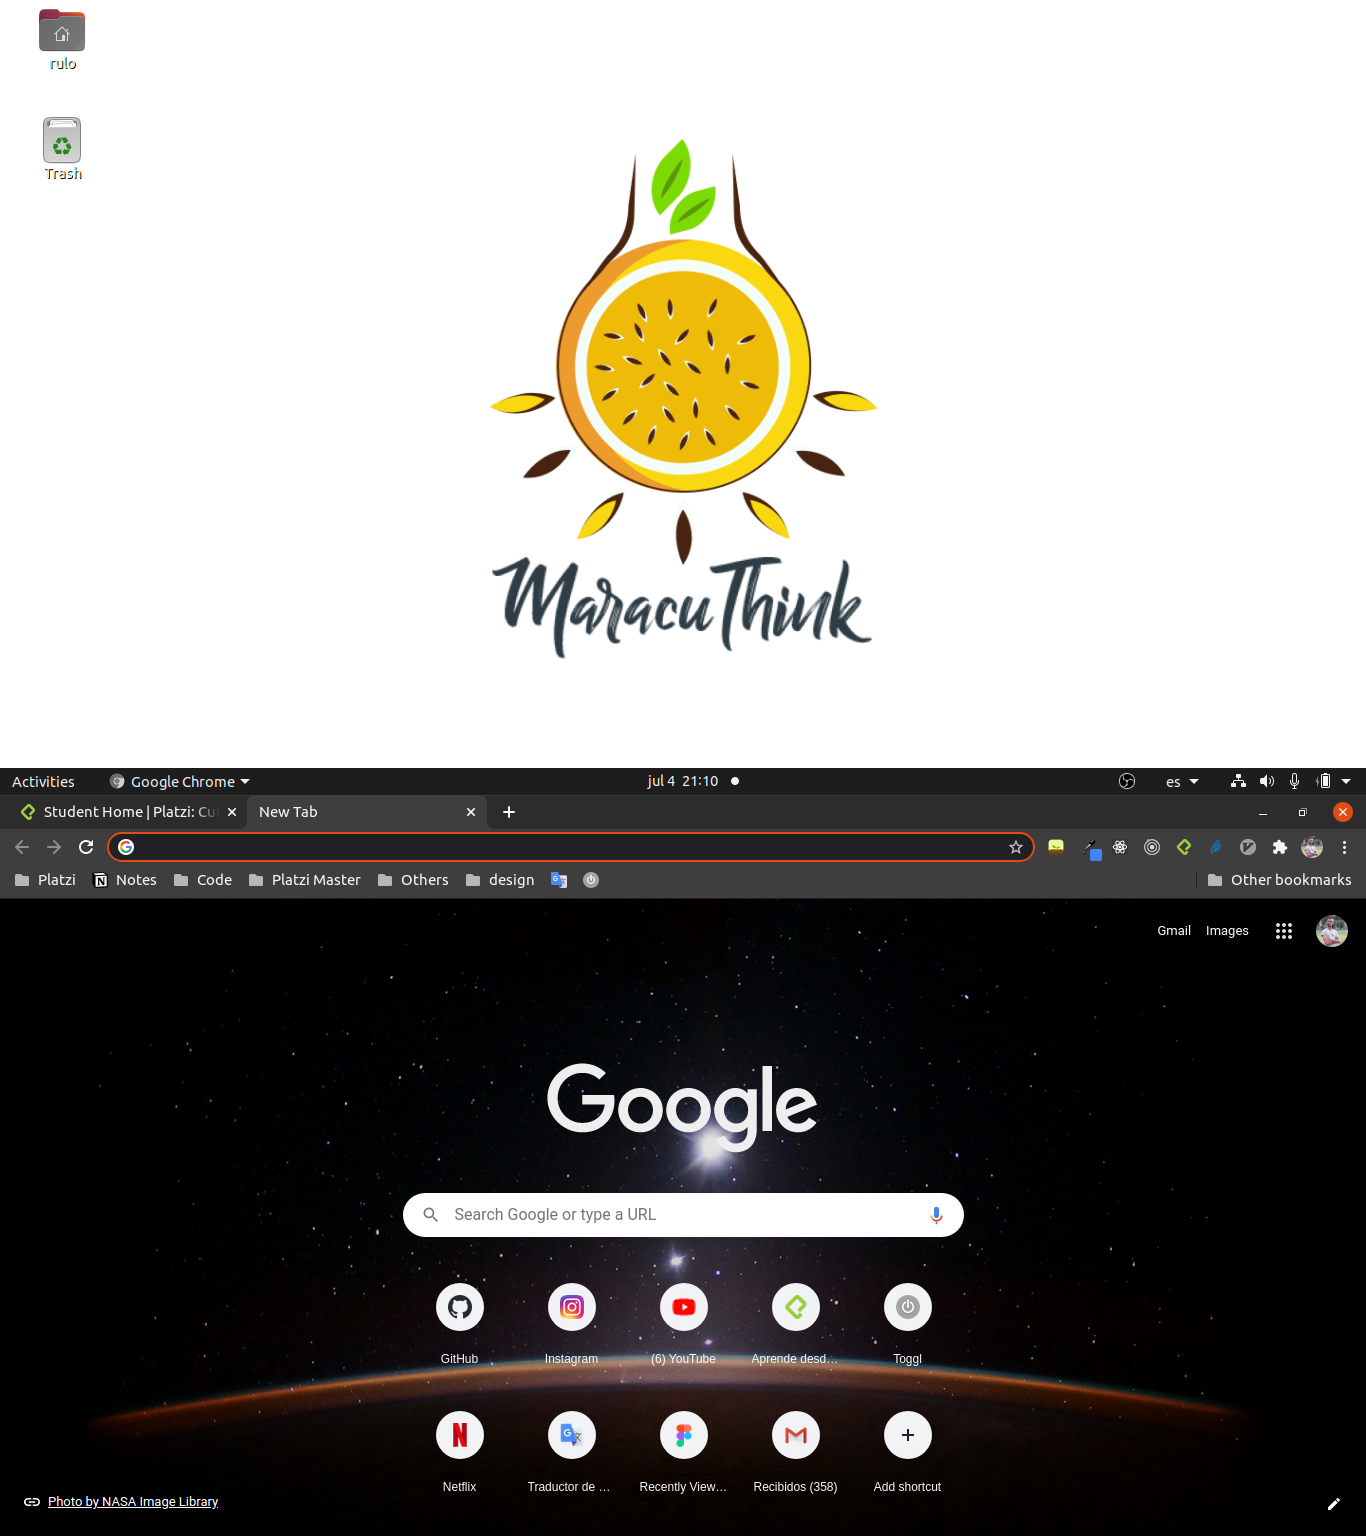 rulo
Trash
MaracuThink
Activities Google Chrome jul 4 21:10 es
Student Home | Platzi: Cu New Tab
Platzi Notes Code Platzi Master Others design Other bookmarks
Gmail Images
Google
Search Google or type a URL
GitHub Instagram (6) YouTube Aprende desd... Toggl
Netflix Traductor de ... Recently View... Recibidos (358) Add shortcut
Photo by NASA Image Library